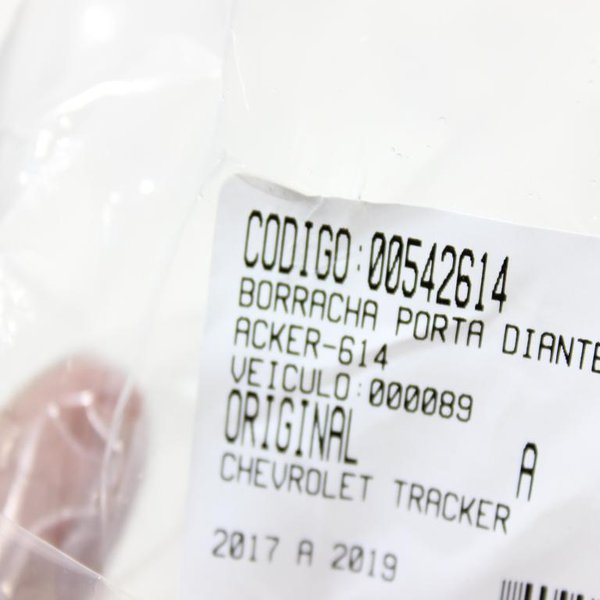 CODIGO:00542614
BORRACHA PORTA DIANTE
ACKER-614
VEICULO:000089
ORIGINAL A
CHEVROLET TRACKER
2017 A 2019